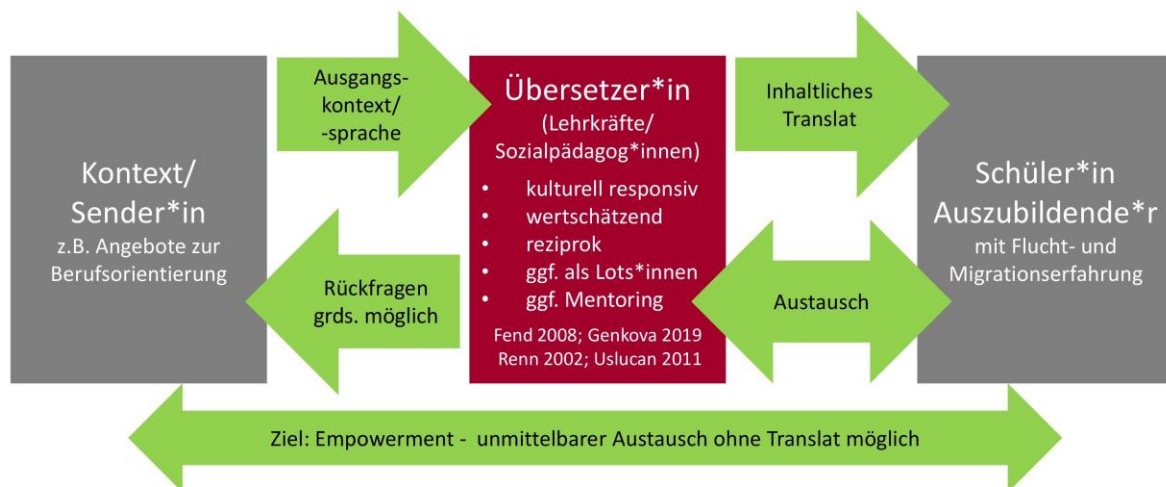 Kontext/
Sender*in
z.B. Angebote zur
Berufsorientierung
Ausgangs-
kontext/
-sprache
Rückfragen
grds. möglich
Übersetzer*in
(Lehrkräfte/
Sozialpädagog*innen)
• kulturell responsiv
• wertschätzend
• reziprok
• ggf. als Lots*innen
• ggf. Mentoring
Fend 2008; Genkova 2019
Renn 2002; Uslucan 2011
Inhaltliches
Translat
Austausch
Schüler*in
Auszubildende*r
mit Flucht- und
Migrationserfahrung
Ziel: Empowerment - unmittelbarer Austausch ohne Translat möglich